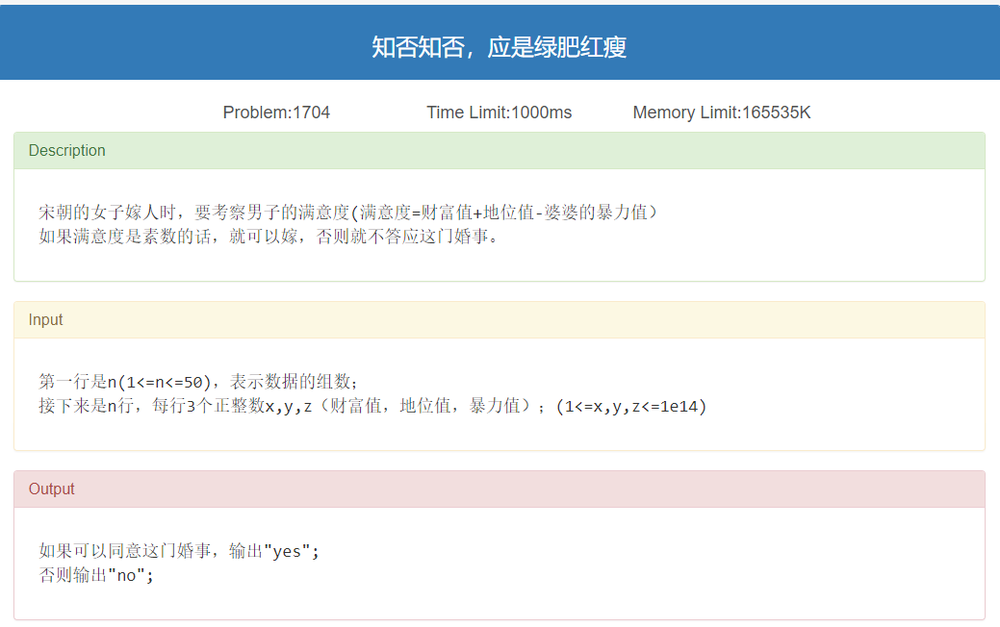 知否知否，应是绿肥红瘦
Problem:1704 Time Limit:1000ms Memory Limit:165535K
Description
宋朝的女子嫁人时，要考察男子的满意度(满意度=财富值+地位值-婆婆的暴力值）
如果满意度是素数的话，就可以嫁，否则就不答应这门婚事。
Input
第一行是n(1<=n<=50)，表示数据的组数；
接下来是n行，每行3个正整数x,y,z（财富值，地位值，暴力值）；(1<=x,y,z<=1e14)
Output
如果可以同意这门婚事，输出"yes";
否则输出"no";